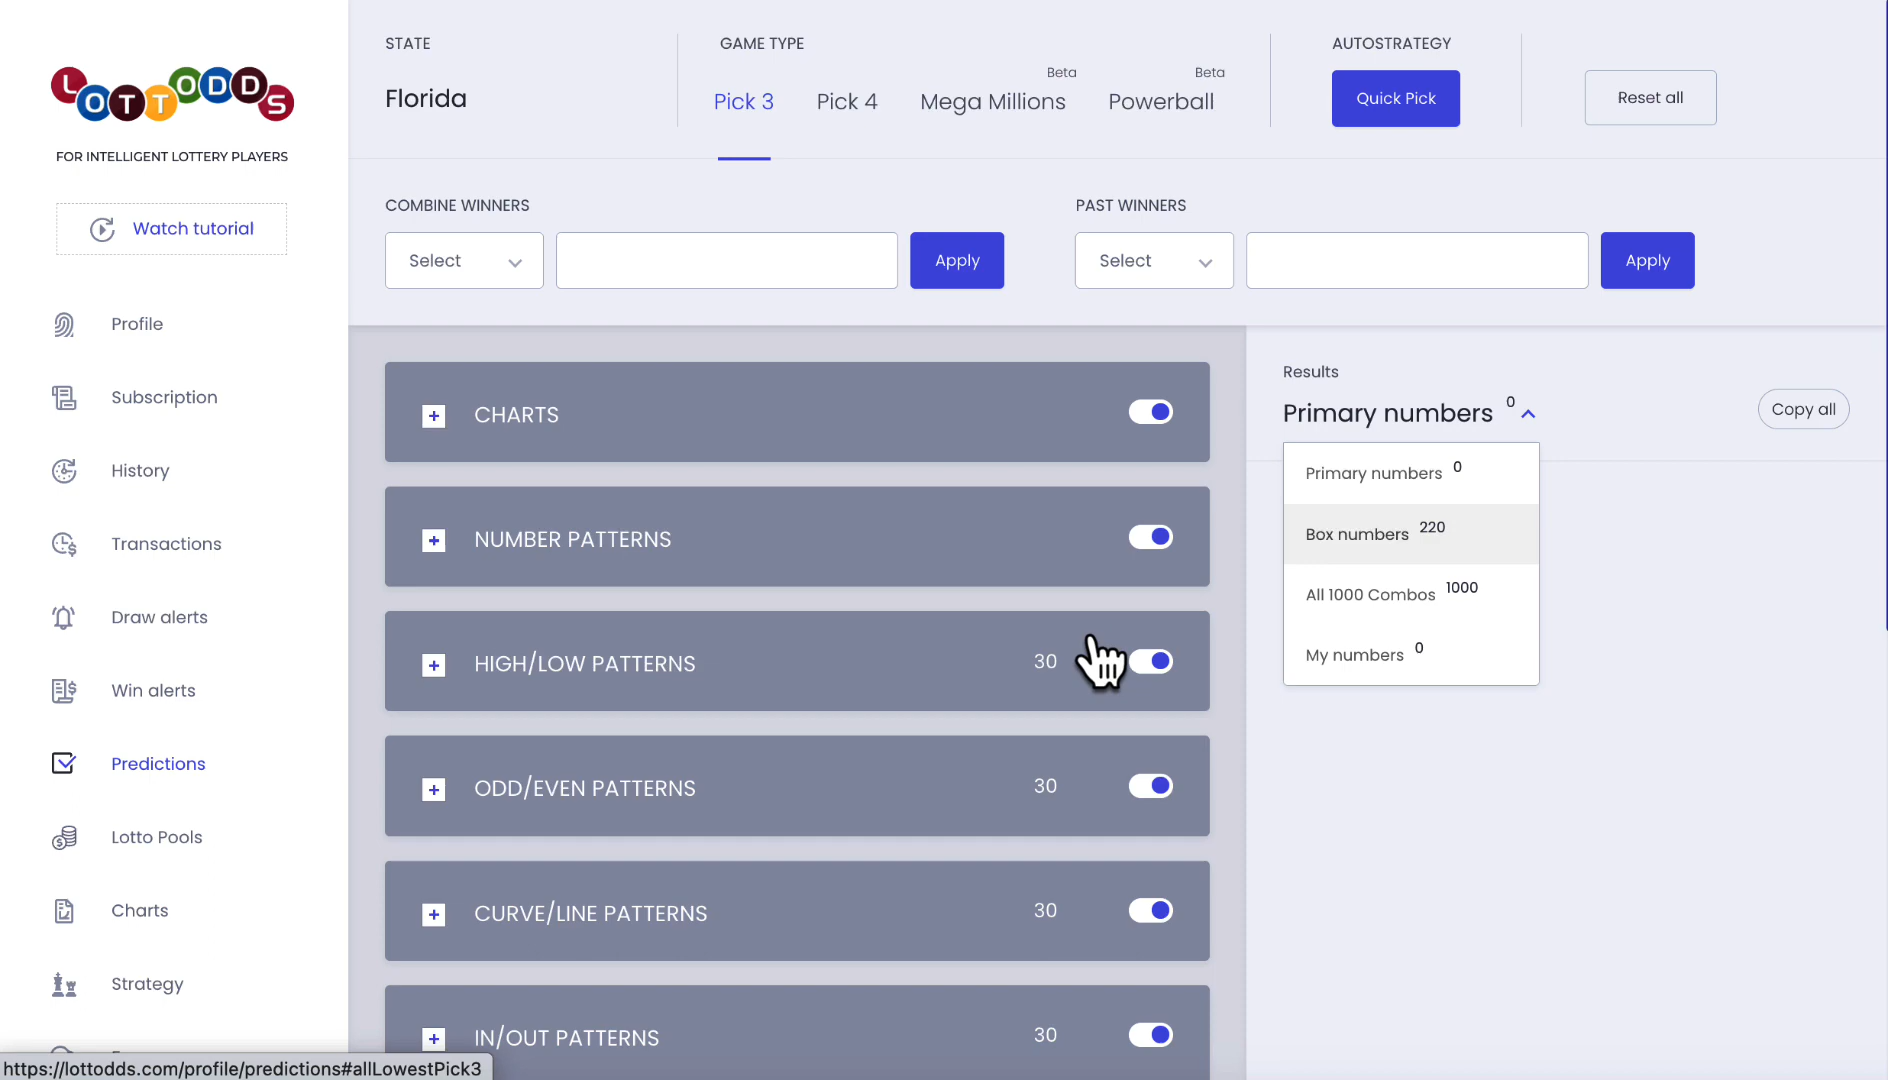 LOTTODDS
FOR INTELLIGENT LOTTERY PLAYERS
Watch tutorial
Profile
Subscription
History
Transactions
Draw alerts
Win alerts
Predictions
Lotto Pools
Charts
Strategy
https://lottodds.com/profile/predictions#allLowestPick3
STATE
Florida
GAME TYPE
Pick 3
Pick 4
Beta
Mega Millions
Beta
Powerball
AUTOSTRATEGY
Quick Pick
Reset all
COMBINE WINNERS
Select
Apply
PAST WINNERS
Select
Apply
CHARTS
NUMBER PATTERNS
HIGH/LOW PATTERNS 30
ODD/EVEN PATTERNS 30
CURVE/LINE PATTERNS 30
IN/OUT PATTERNS 30
Results
Primary numbers 0
Copy all
Primary numbers 0
Box numbers 220
All 1000 Combos 1000
My numbers 0